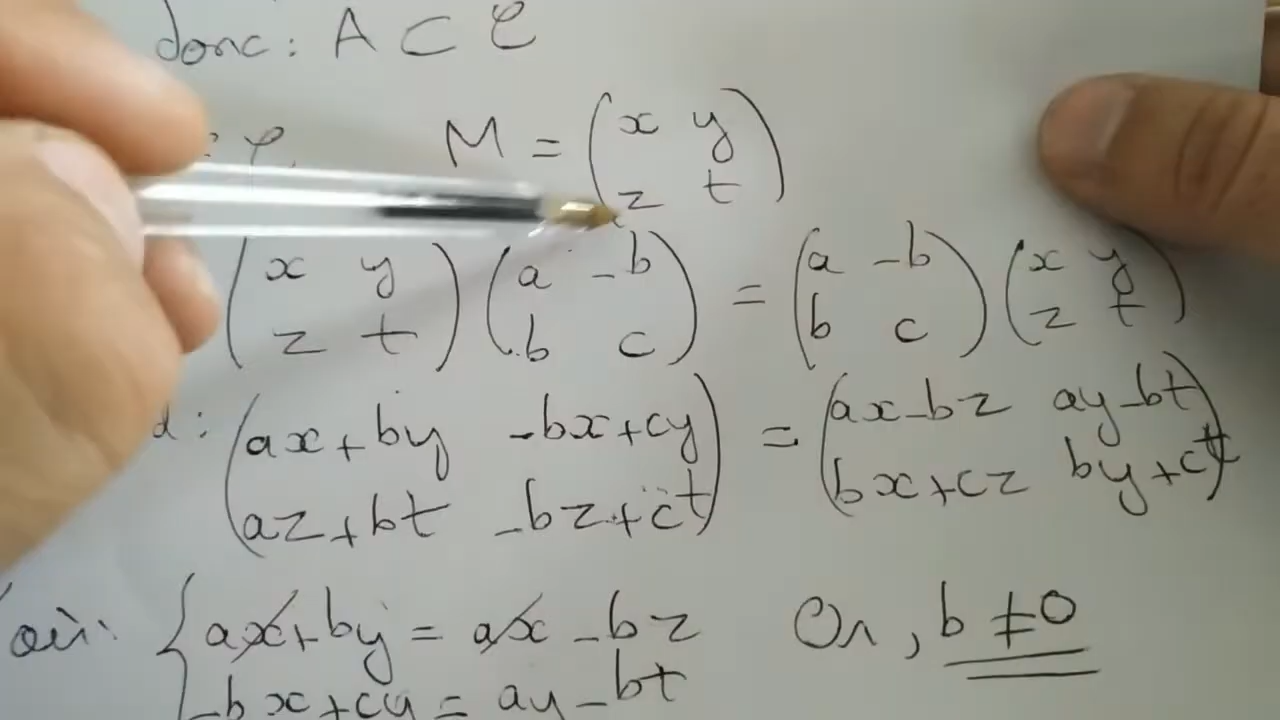 donc : A ⊂ C
M = (x y
z t)
(x y
z t) (a -b
b c) = (a -b
b c) (x y
z t)
d : (ax+by -bx+cy
az+bt -bz+ct) = (ax-bz ay-bt
bx+cz by+ct)
où : { ax+by = ax-bz Or, b ≠ 0
-bx+cy = ay-bt